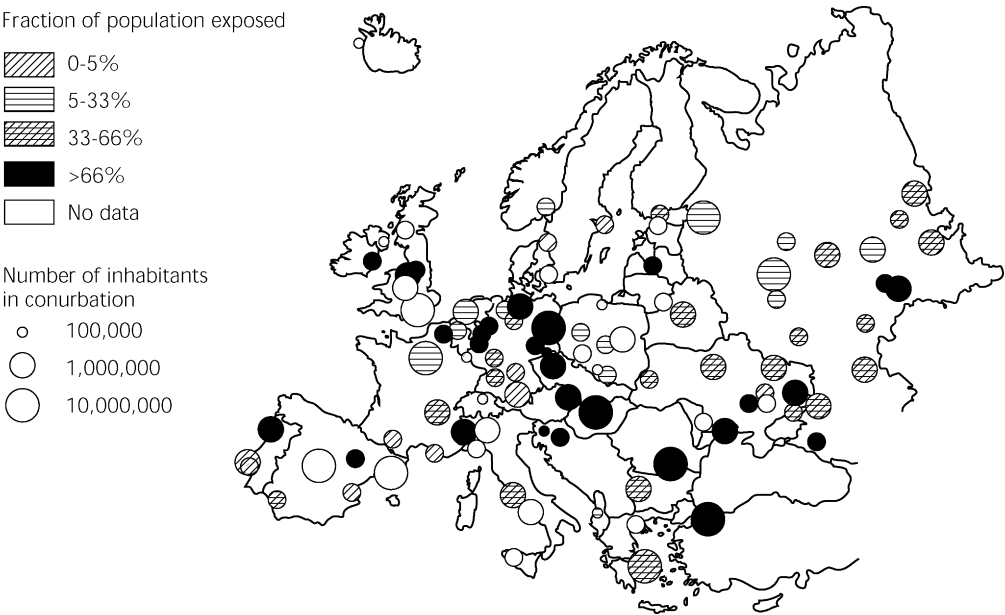 Fraction of population exposed
0-5%
5-33%
33-66%
>66%
No data
Number of inhabitants
in conurbation
100,000
1,000,000
10,000,000